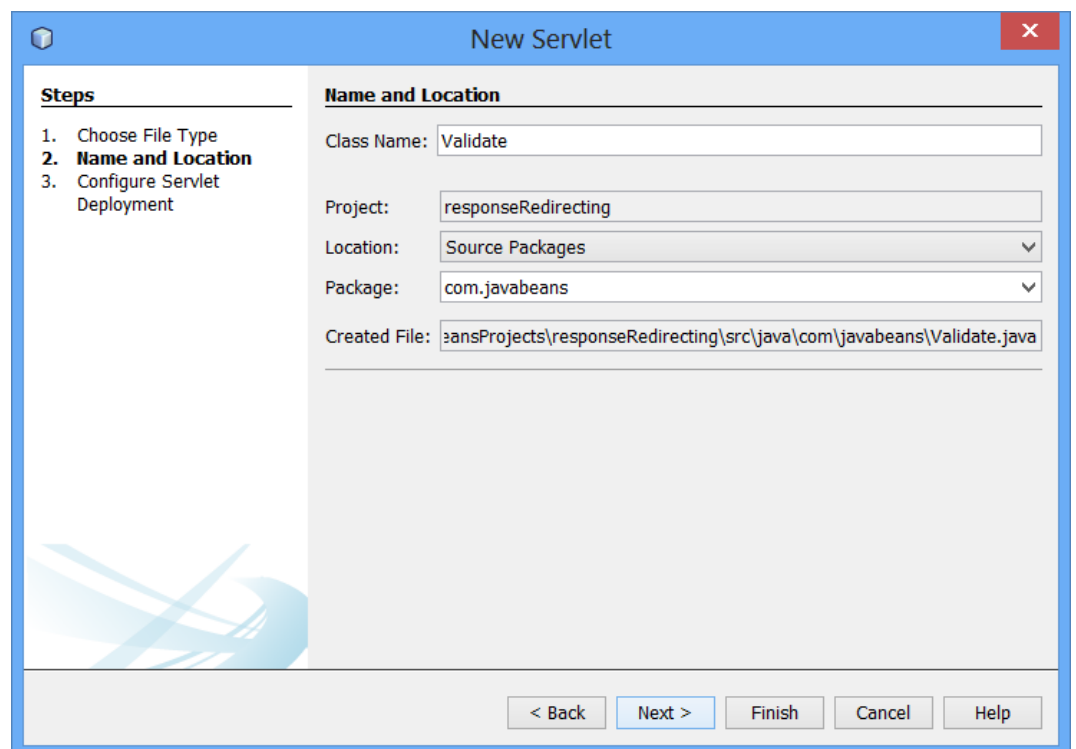 New Servlet
Steps
1. Choose File Type
2. Name and Location
3. Configure Servlet
Deployment
Name and Location
Class Name: Validate
Project: responseRedirecting
Location: Source Packages
Package: com.javabeans
Created File: eansProjects\responseRedirecting\src\java\com\javabeans\Validate.java
< Back Next > Finish Cancel Help